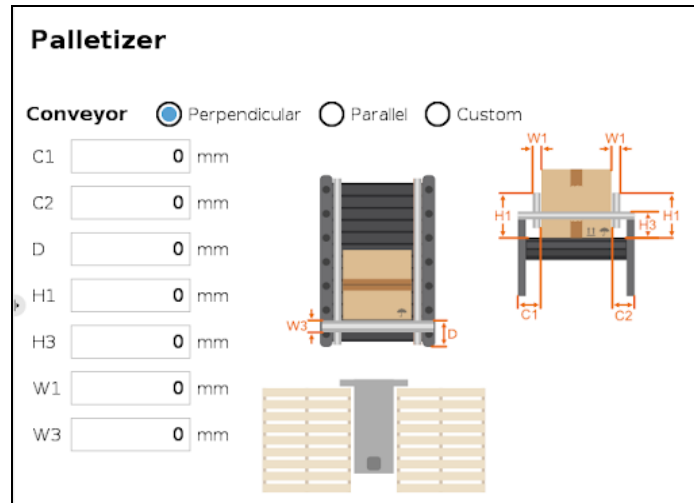 Palletizer
Conveyor Perpendicular Parallel Custom
C1 0 mm
C2 0 mm
D 0 mm
H1 0 mm
H3 0 mm
W1 0 mm
W3 0 mm
W3
D
W1 W1
H1 H3 H1
C1 C2